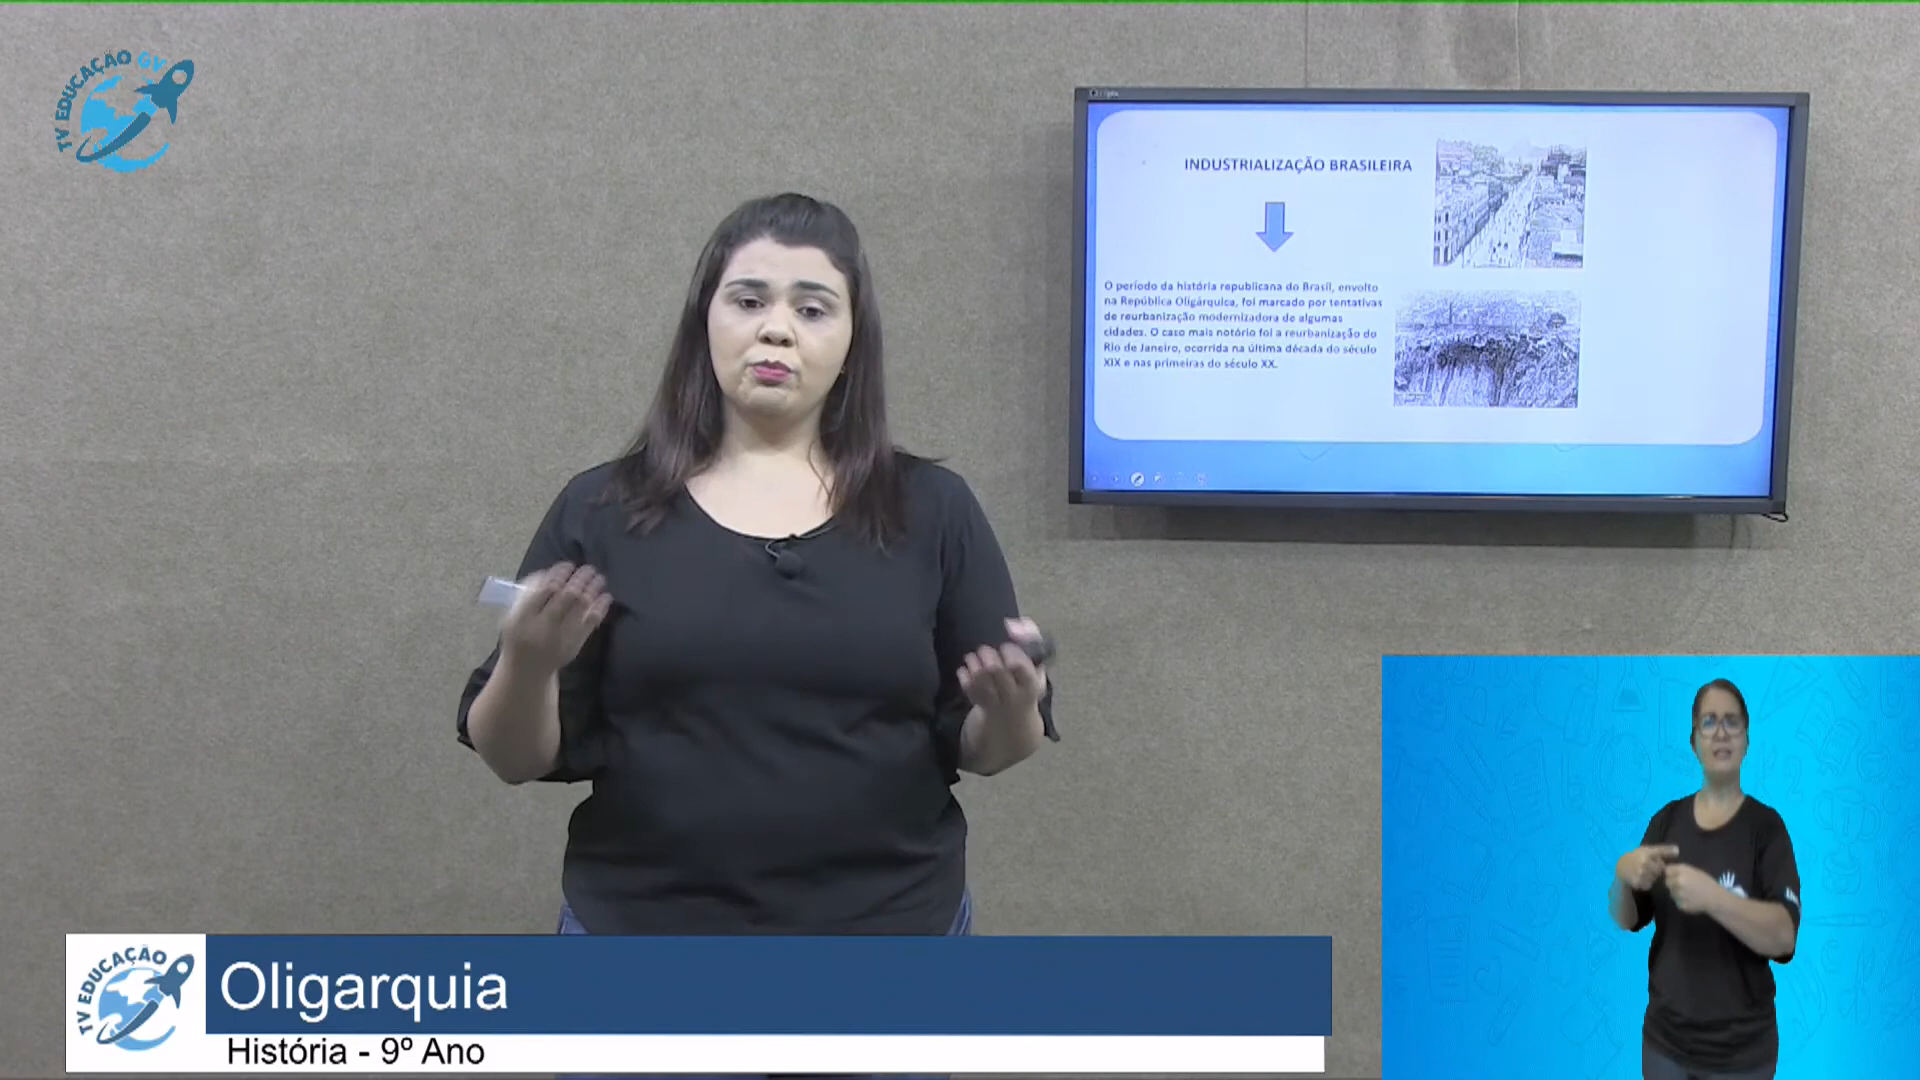 TV EDUCAÇÃO GV
INDUSTRIALIZAÇÃO BRASILEIRA
O período da história republicana do Brasil, envolto
na República Oligárquica, foi marcado por tentativas
de reurbanização modernizadora de algumas
cidades. O caso mais notório foi a reurbanização do
Rio de Janeiro, ocorrida na última década do século
XIX e nas primeiras do século XX.
TV EDUCAÇÃO
Oligarquia
História - 9º Ano